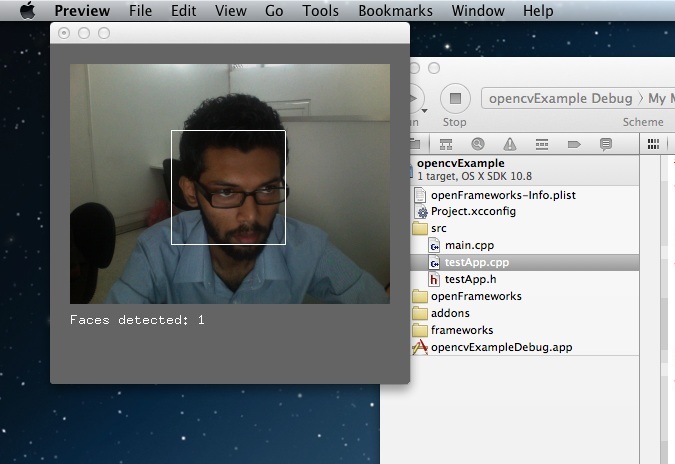 Preview File Edit View Go Tools Bookmarks Window Help
opencvExample Debug 〉 My M
un Stop Scheme
opencvExample
1 target, OS X SDK 10.8
openFrameworks-Info.plist
Project.xcconfig
src
main.cpp
testApp.cpp
h testApp.h
openFrameworks
addons
frameworks
opencvExampleDebug.app
Faces detected: 1